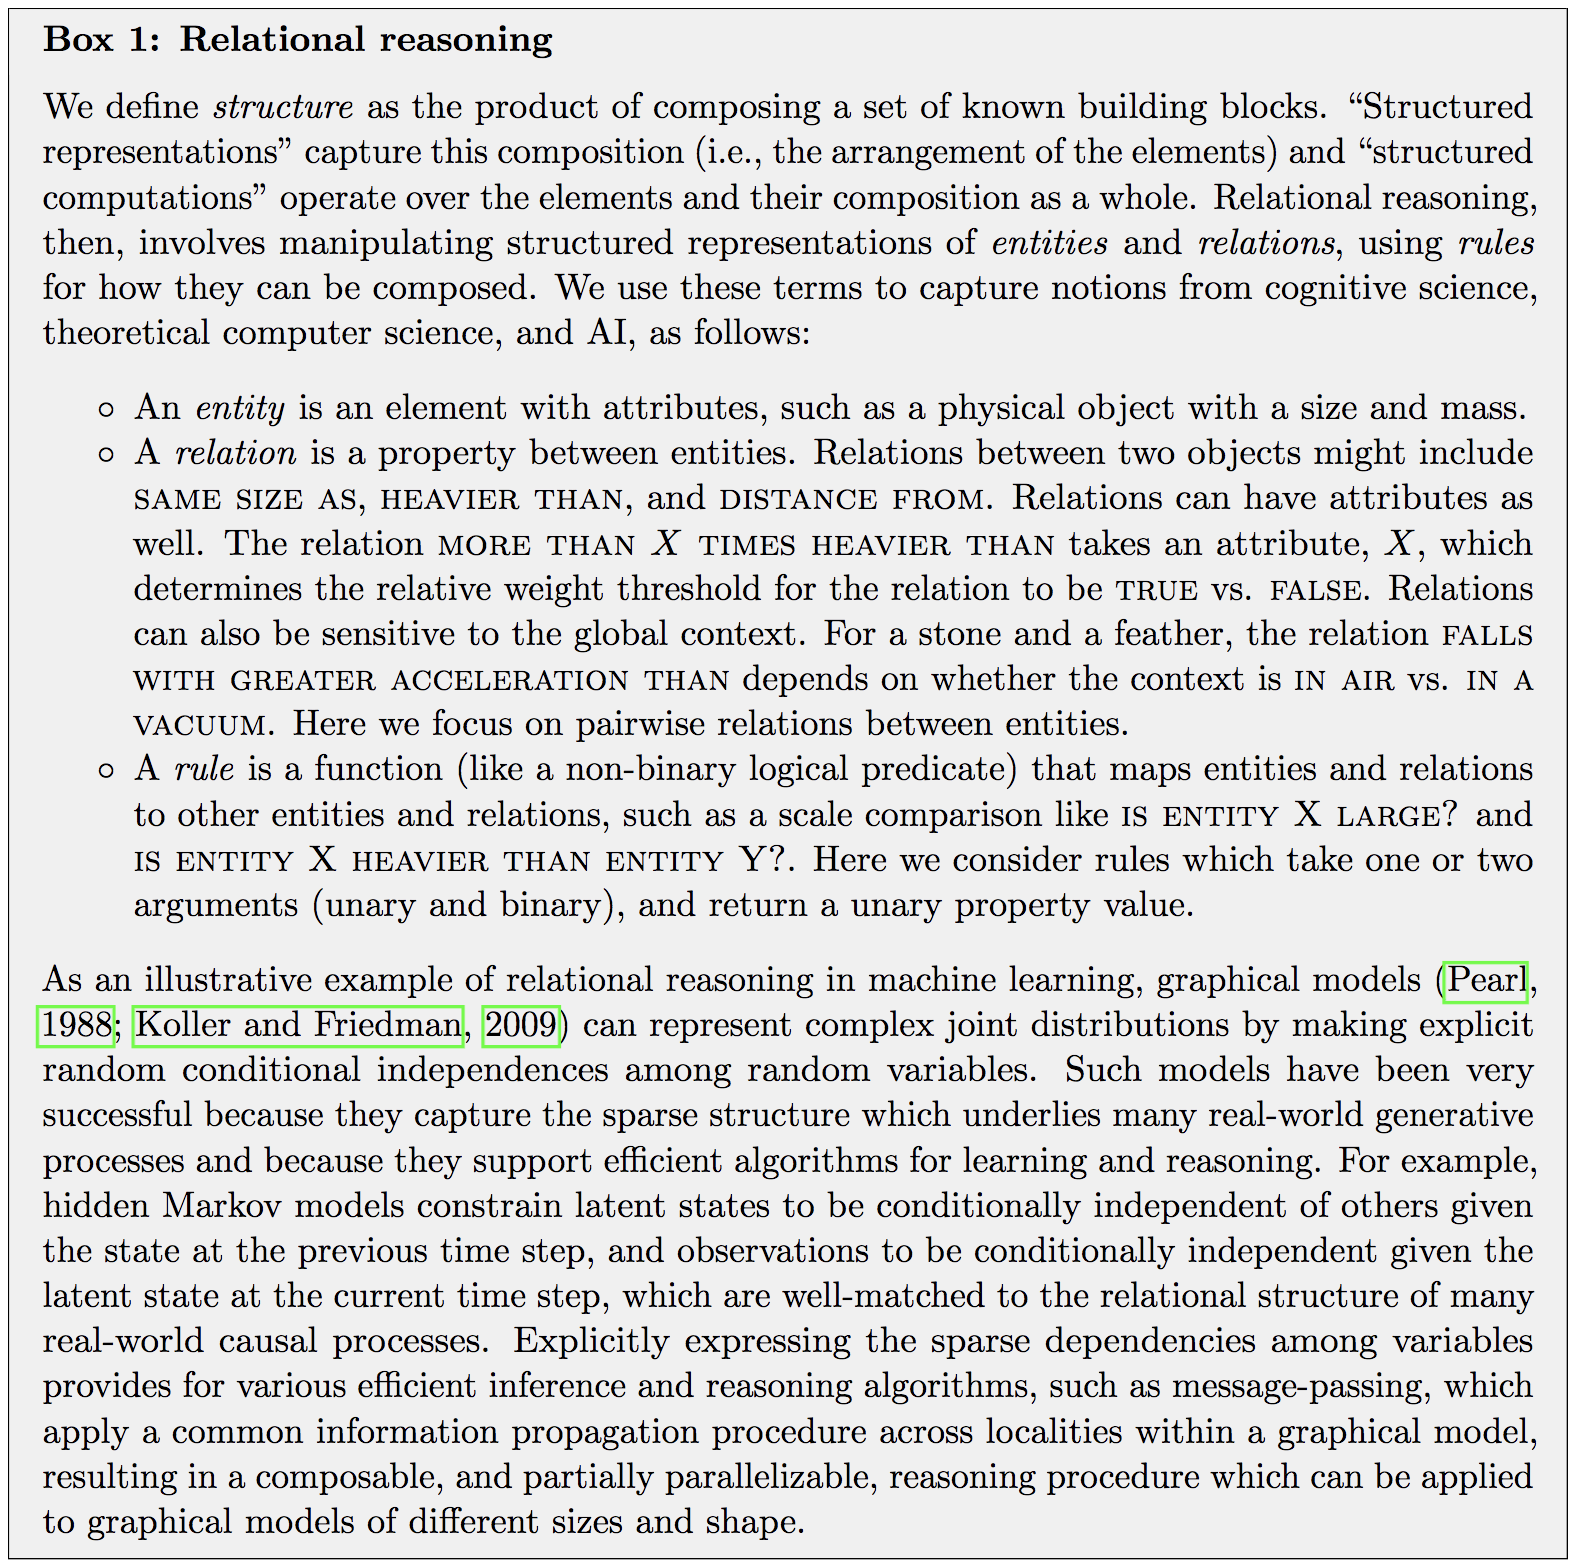 Box 1: Relational reasoning
We define structure as the product of composing a set of known building blocks. “Structured
representations” capture this composition (i.e., the arrangement of the elements) and “structured
computations” operate over the elements and their composition as a whole. Relational reasoning,
then, involves manipulating structured representations of entities and relations, using rules
for how they can be composed. We use these terms to capture notions from cognitive science,
theoretical computer science, and AI, as follows:
○ An entity is an element with attributes, such as a physical object with a size and mass.
○ A relation is a property between entities. Relations between two objects might include
SAME SIZE AS, HEAVIER THAN, and DISTANCE FROM. Relations can have attributes as
well. The relation MORE THAN X TIMES HEAVIER THAN takes an attribute, X, which
determines the relative weight threshold for the relation to be TRUE vs. FALSE. Relations
can also be sensitive to the global context. For a stone and a feather, the relation FALLS
WITH GREATER ACCELERATION THAN depends on whether the context is IN AIR vs. IN A
VACUUM. Here we focus on pairwise relations between entities.
○ A rule is a function (like a non-binary logical predicate) that maps entities and relations
to other entities and relations, such as a scale comparison like IS ENTITY X LARGE? and
IS ENTITY X HEAVIER THAN ENTITY Y?. Here we consider rules which take one or two
arguments (unary and binary), and return a unary property value.
As an illustrative example of relational reasoning in machine learning, graphical models (Pearl,
1988; Koller and Friedman, 2009) can represent complex joint distributions by making explicit
random conditional independences among random variables. Such models have been very
successful because they capture the sparse structure which underlies many real-world generative
processes and because they support efficient algorithms for learning and reasoning. For example,
hidden Markov models constrain latent states to be conditionally independent of others given
the state at the previous time step, and observations to be conditionally independent given the
latent state at the current time step, which are well-matched to the relational structure of many
real-world causal processes. Explicitly expressing the sparse dependencies among variables
provides for various efficient inference and reasoning algorithms, such as message-passing, which
apply a common information propagation procedure across localities within a graphical model,
resulting in a composable, and partially parallelizable, reasoning procedure which can be applied
to graphical models of different sizes and shape.